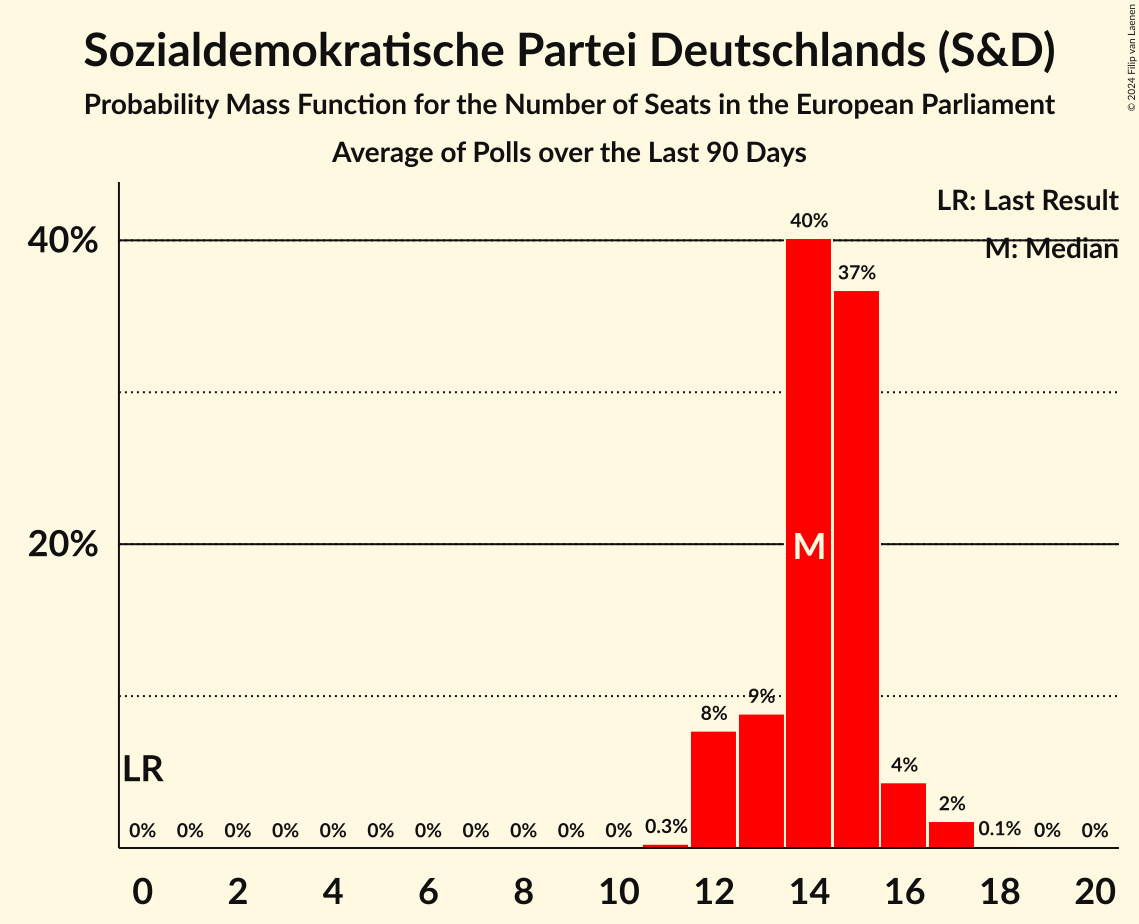 Sozialdemokratische Partei Deutschlands (S&D)
Probability Mass Function for the Number of Seats in the European Parliament
Average of Polls over the Last 90 Days
© 2024 Filip van Laenen
LR: Last Result
M: Median
40%
20%
40%
37%
M
9%
8%
LR
4%
2%
0% 0% 0% 0% 0% 0% 0% 0% 0% 0% 0% 0.3% 0.1% 0% 0%
0 2 4 6 8 10 12 14 16 18 20